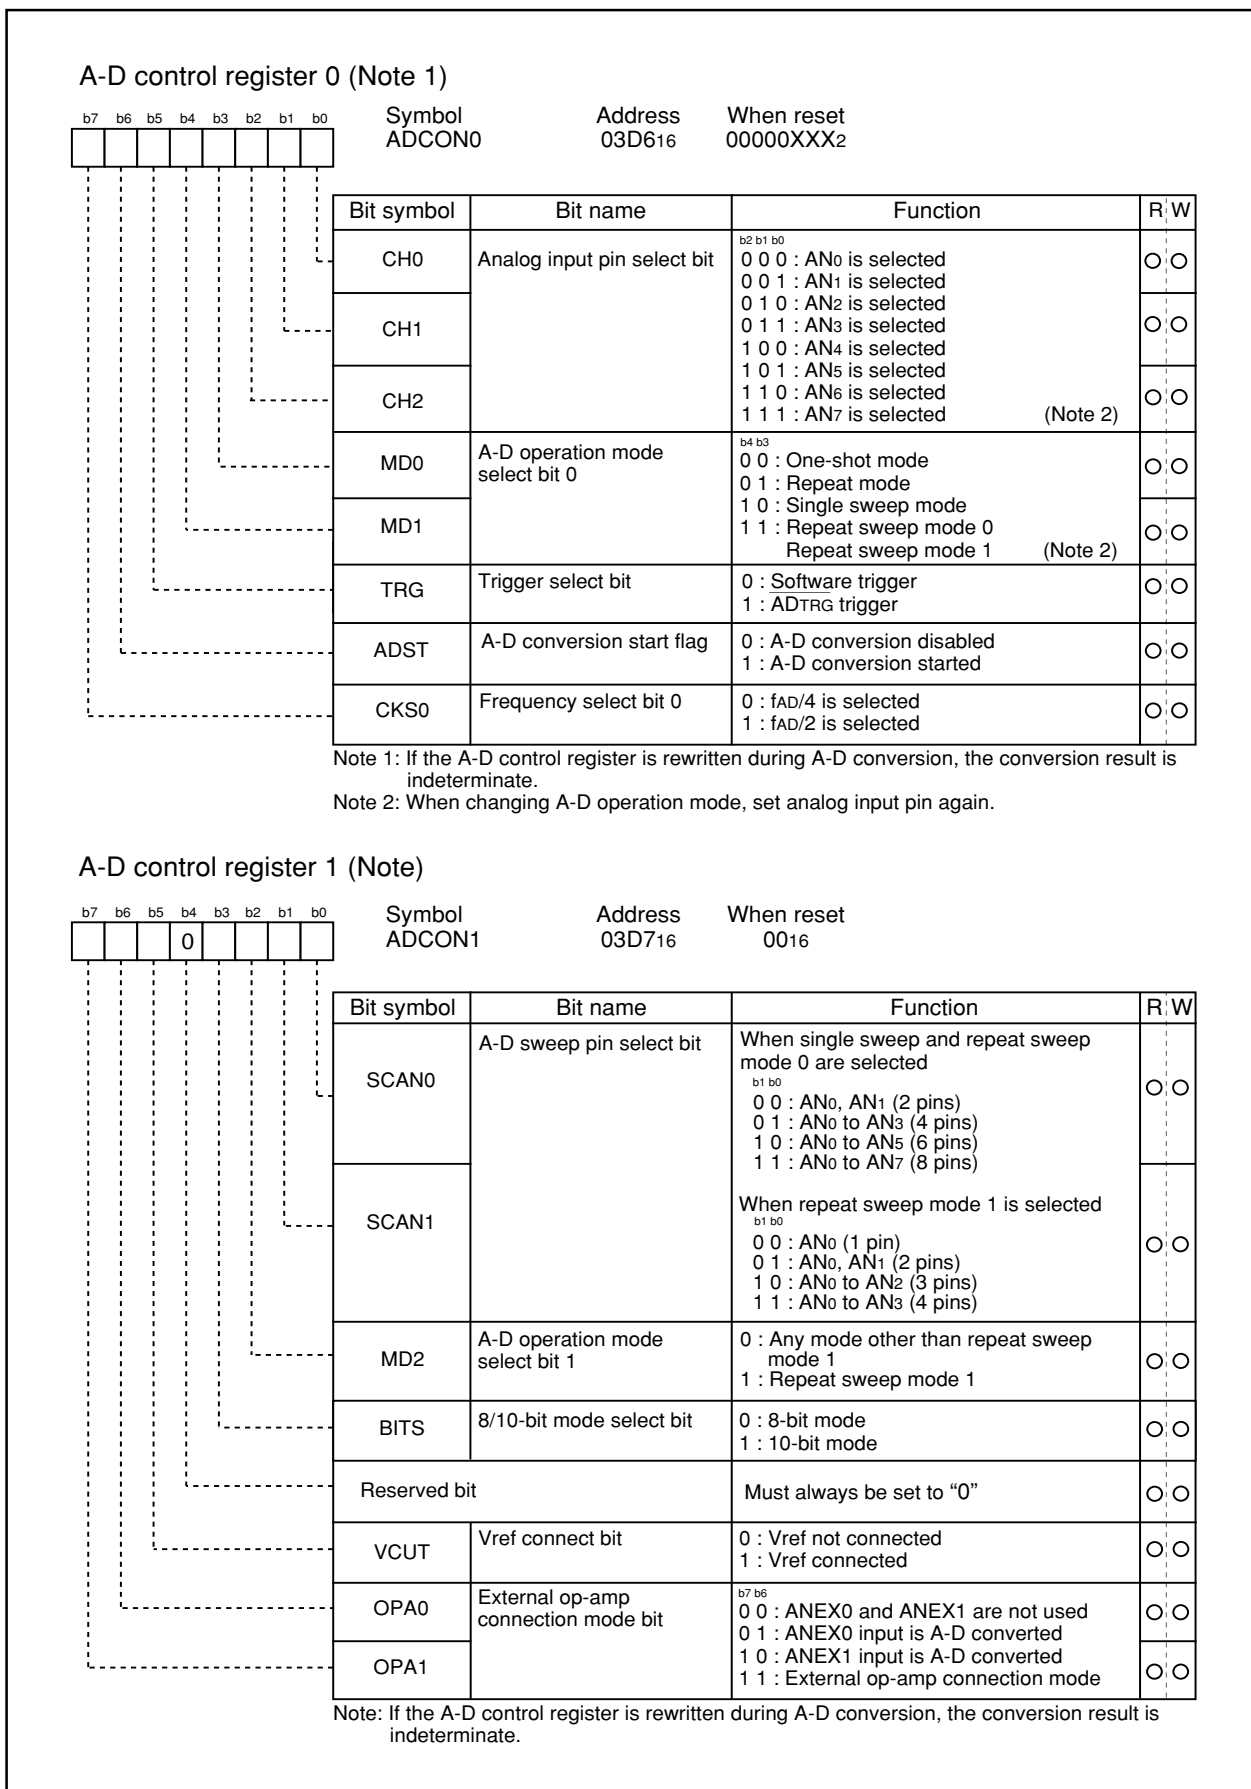 A-D control register 0 (Note 1)
b7 b6 b5 b4 b3 b2 b1 b0
Symbol Address When reset
ADCON0 03D616 00000XXX2
Bit symbol Bit name Function R W
CH0 Analog input pin select bit
b2 b1 b0
0 0 0 : AN0 is selected
0 0 1 : AN1 is selected
0 1 0 : AN2 is selected
CH1
0 1 1 : AN3 is selected
1 0 0 : AN4 is selected
1 0 1 : AN5 is selected
CH2
1 1 0 : AN6 is selected
1 1 1 : AN7 is selected (Note 2)
MD0 A-D operation mode
select bit 0
b4 b3
0 0 : One-shot mode
0 1 : Repeat mode
1 0 : Single sweep mode
MD1
1 1 : Repeat sweep mode 0
Repeat sweep mode 1 (Note 2)
TRG Trigger select bit
0 : Software trigger
1 : ADTRG trigger
ADST A-D conversion start flag
0 : A-D conversion disabled
1 : A-D conversion started
CKS0 Frequency select bit 0
0 : fAD/4 is selected
1 : fAD/2 is selected
Note 1: If the A-D control register is rewritten during A-D conversion, the conversion result is
indeterminate.
Note 2: When changing A-D operation mode, set analog input pin again.
A-D control register 1 (Note)
b7 b6 b5 b4 b3 b2 b1 b0
0
Symbol Address When reset
ADCON1 03D716 0016
Bit symbol Bit name Function R W
SCAN0 A-D sweep pin select bit
When single sweep and repeat sweep
mode 0 are selected
b1 b0
0 0 : AN0, AN1 (2 pins)
0 1 : AN0 to AN3 (4 pins)
1 0 : AN0 to AN5 (6 pins)
1 1 : AN0 to AN7 (8 pins)
SCAN1
When repeat sweep mode 1 is selected
b1 b0
0 0 : AN0 (1 pin)
0 1 : AN0, AN1 (2 pins)
1 0 : AN0 to AN2 (3 pins)
1 1 : AN0 to AN3 (4 pins)
MD2 A-D operation mode
select bit 1
0 : Any mode other than repeat sweep
mode 1
1 : Repeat sweep mode 1
BITS 8/10-bit mode select bit
0 : 8-bit mode
1 : 10-bit mode
Reserved bit Must always be set to “0”
VCUT Vref connect bit
0 : Vref not connected
1 : Vref connected
OPA0 External op-amp
connection mode bit
b7 b6
0 0 : ANEX0 and ANEX1 are not used
0 1 : ANEX0 input is A-D converted
OPA1
1 0 : ANEX1 input is A-D converted
1 1 : External op-amp connection mode
Note: If the A-D control register is rewritten during A-D conversion, the conversion result is
indeterminate.